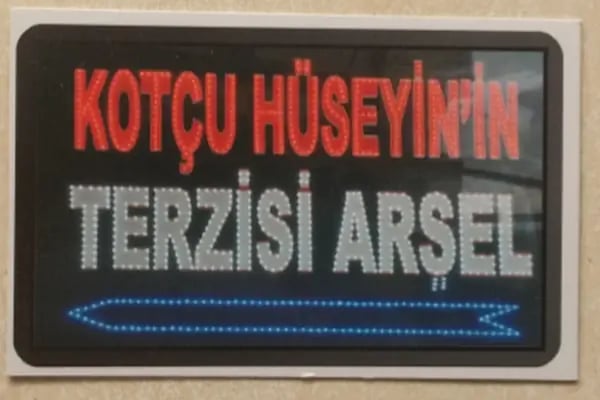 KOTÇU HÜSEYİN'İN
TERZİSİ ARŞEL